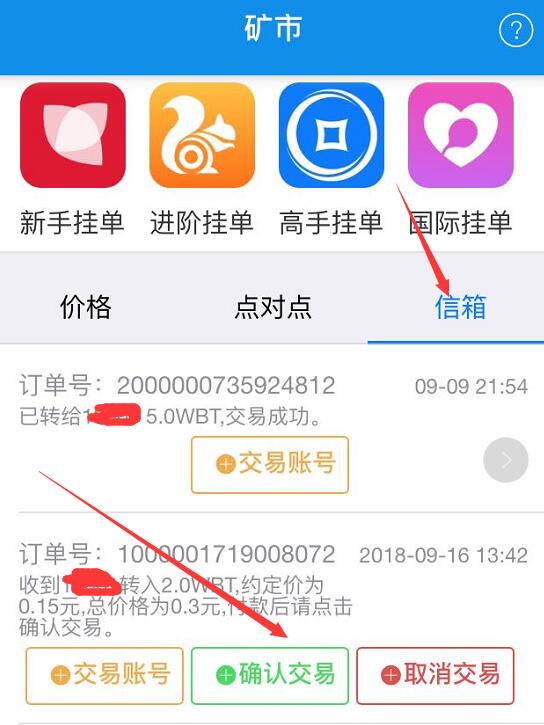 矿市
?
新手挂单 进阶挂单 高手挂单 国际挂单
价格 点对点 信箱
订单号：2000000735924812 09-09 21:54
已转给1 5.0WBT,交易成功。
交易账号
订单号：1000001719008072 2018-09-16 13:42
收到1 转入2.0WBT,约定价为
0.15元,总价格为0.3元,付款后请点击
确认交易。
交易账号 确认交易 取消交易